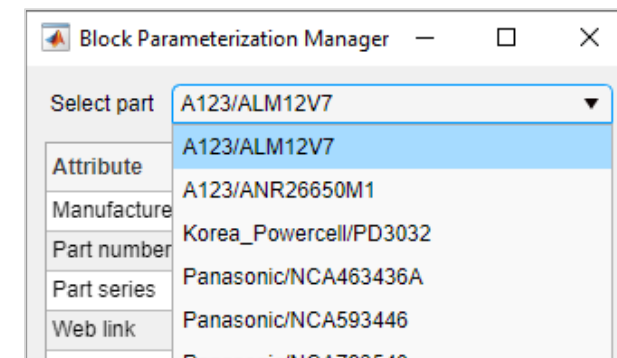 Block Parameterization Manager
Select part A123/ALM12V7
A123/ALM12V7
Attribute
A123/ANR26650M1
Manufacture
Korea_Powercell/PD3032
Part number
Panasonic/NCA463436A
Part series
Panasonic/NCA593446
Web link